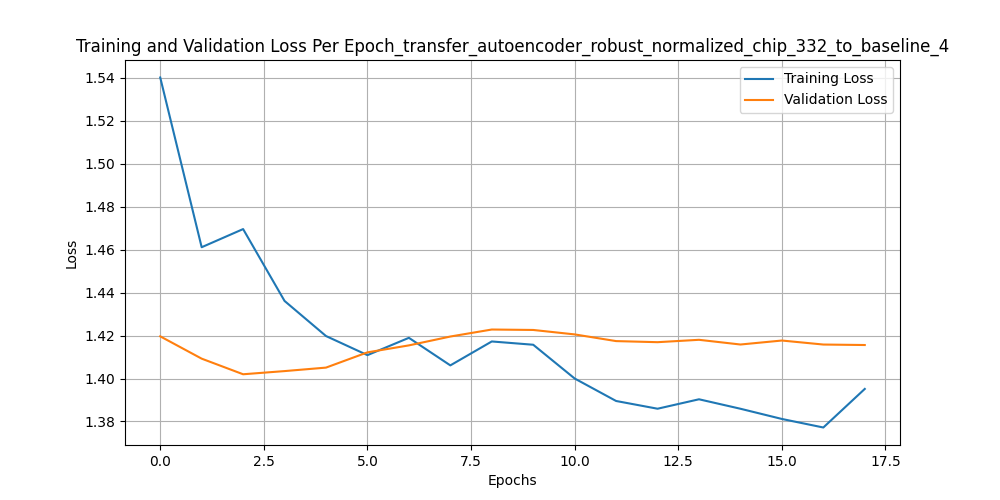 Training and Validation Loss Per Epoch_transfer_autoencoder_robust_normalized_chip_332_to_baseline_4
Training Loss
Validation Loss
1.54
1.52
1.50
1.48
1.46
1.44
1.42
1.40
1.38
Loss
0.0 2.5 5.0 7.5 10.0 12.5 15.0 17.5
Epochs